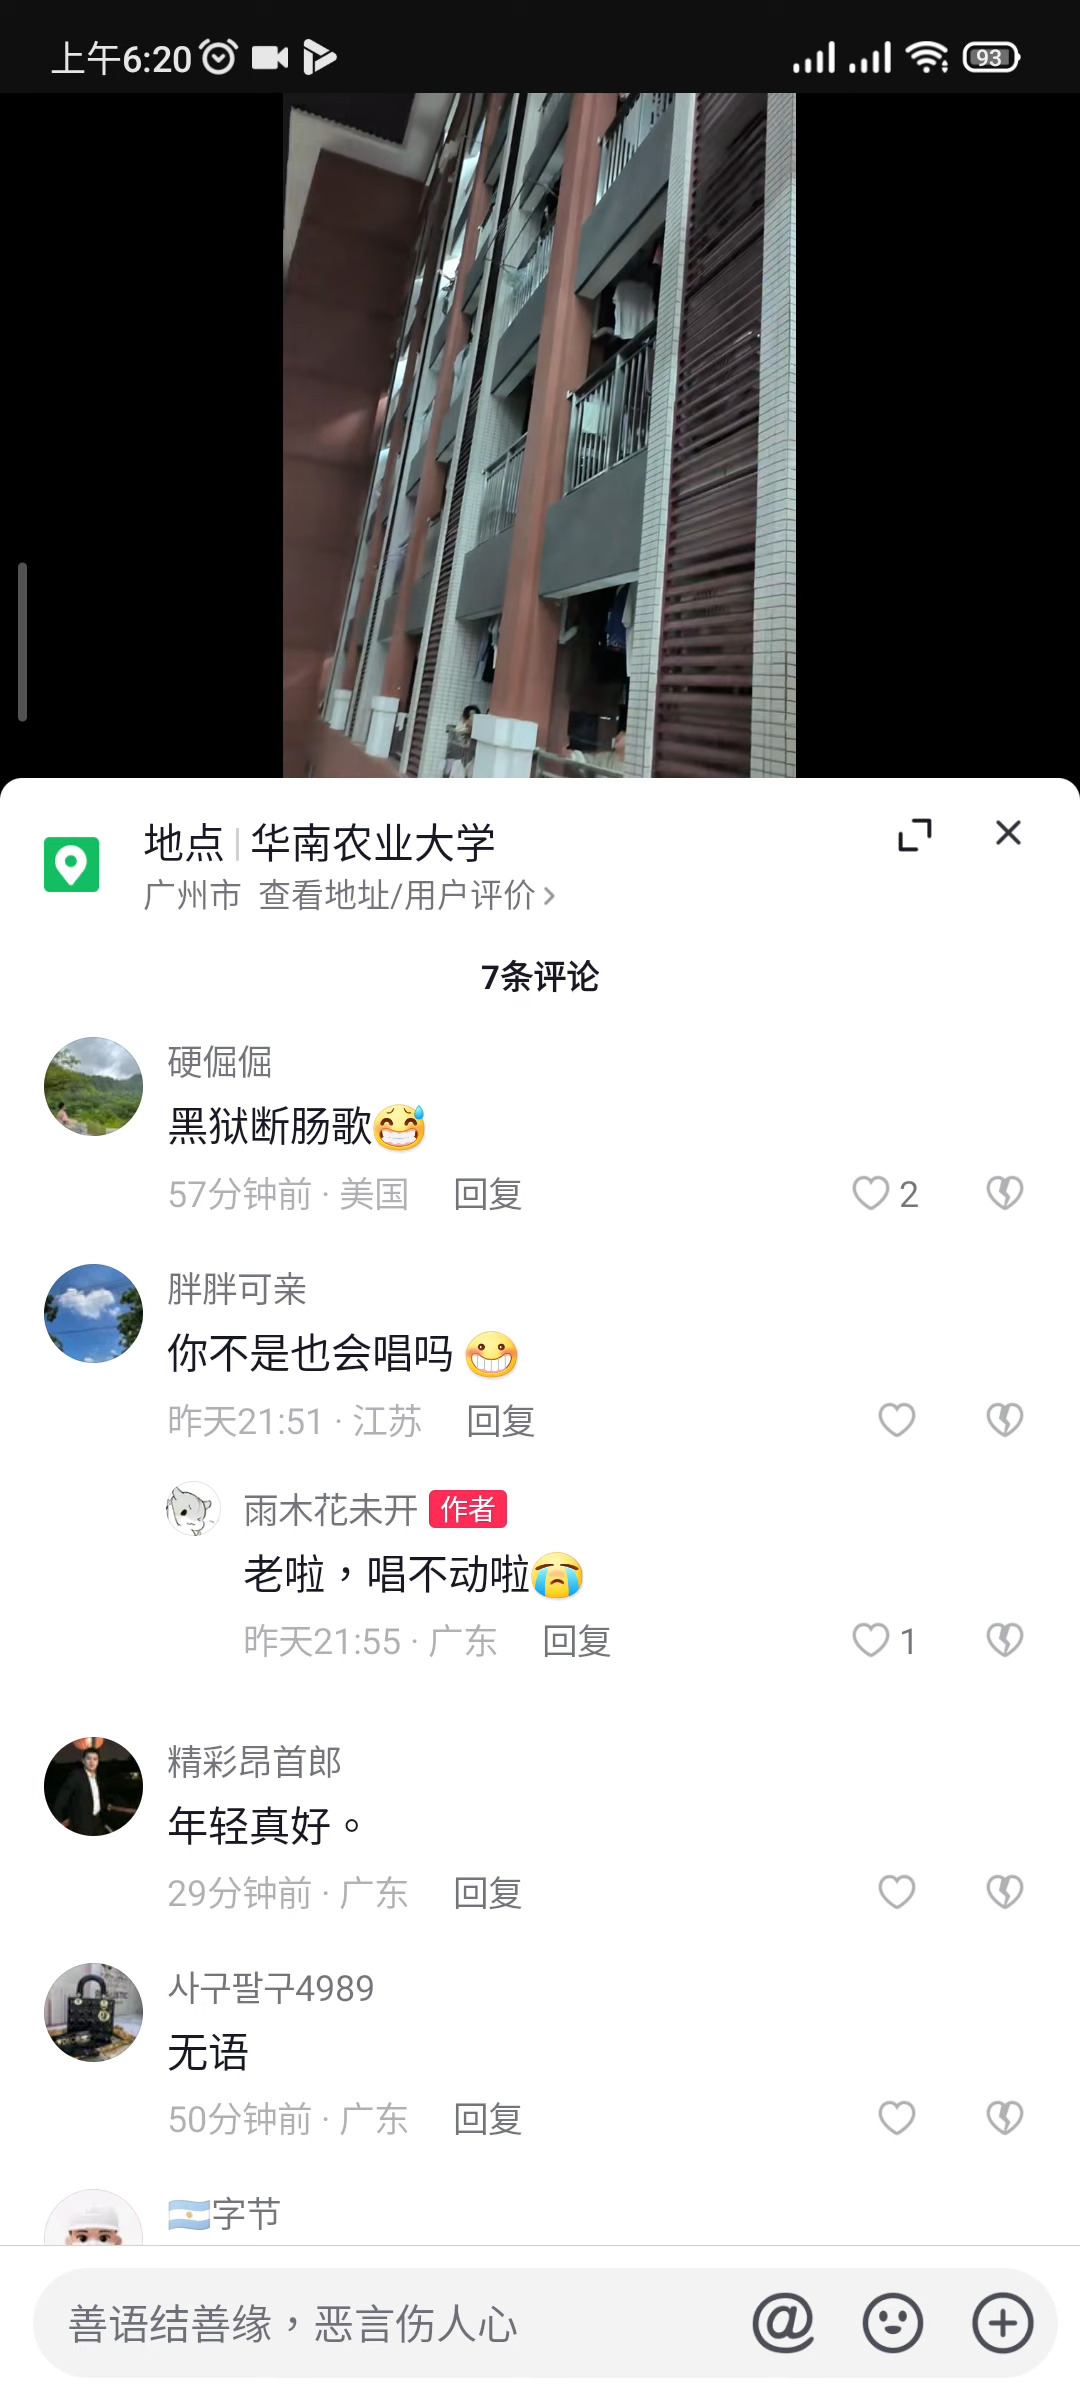 上午6:20
93
地点 | 华南农业大学
广州市 查看地址/用户评价 >
7条评论
硬倔倔
黑狱断肠歌😅
57分钟前 · 美国 回复 2
胖胖可亲
你不是也会唱吗 😀
昨天21:51 · 江苏 回复
雨木花未开 作者
老啦，唱不动啦😭
昨天21:55 · 广东 回复 1
精彩昂首郎
年轻真好。
29分钟前 · 广东 回复
사구팔구4989
无语
50分钟前 · 广东 回复
🇦🇷字节
善语结善缘，恶言伤人心